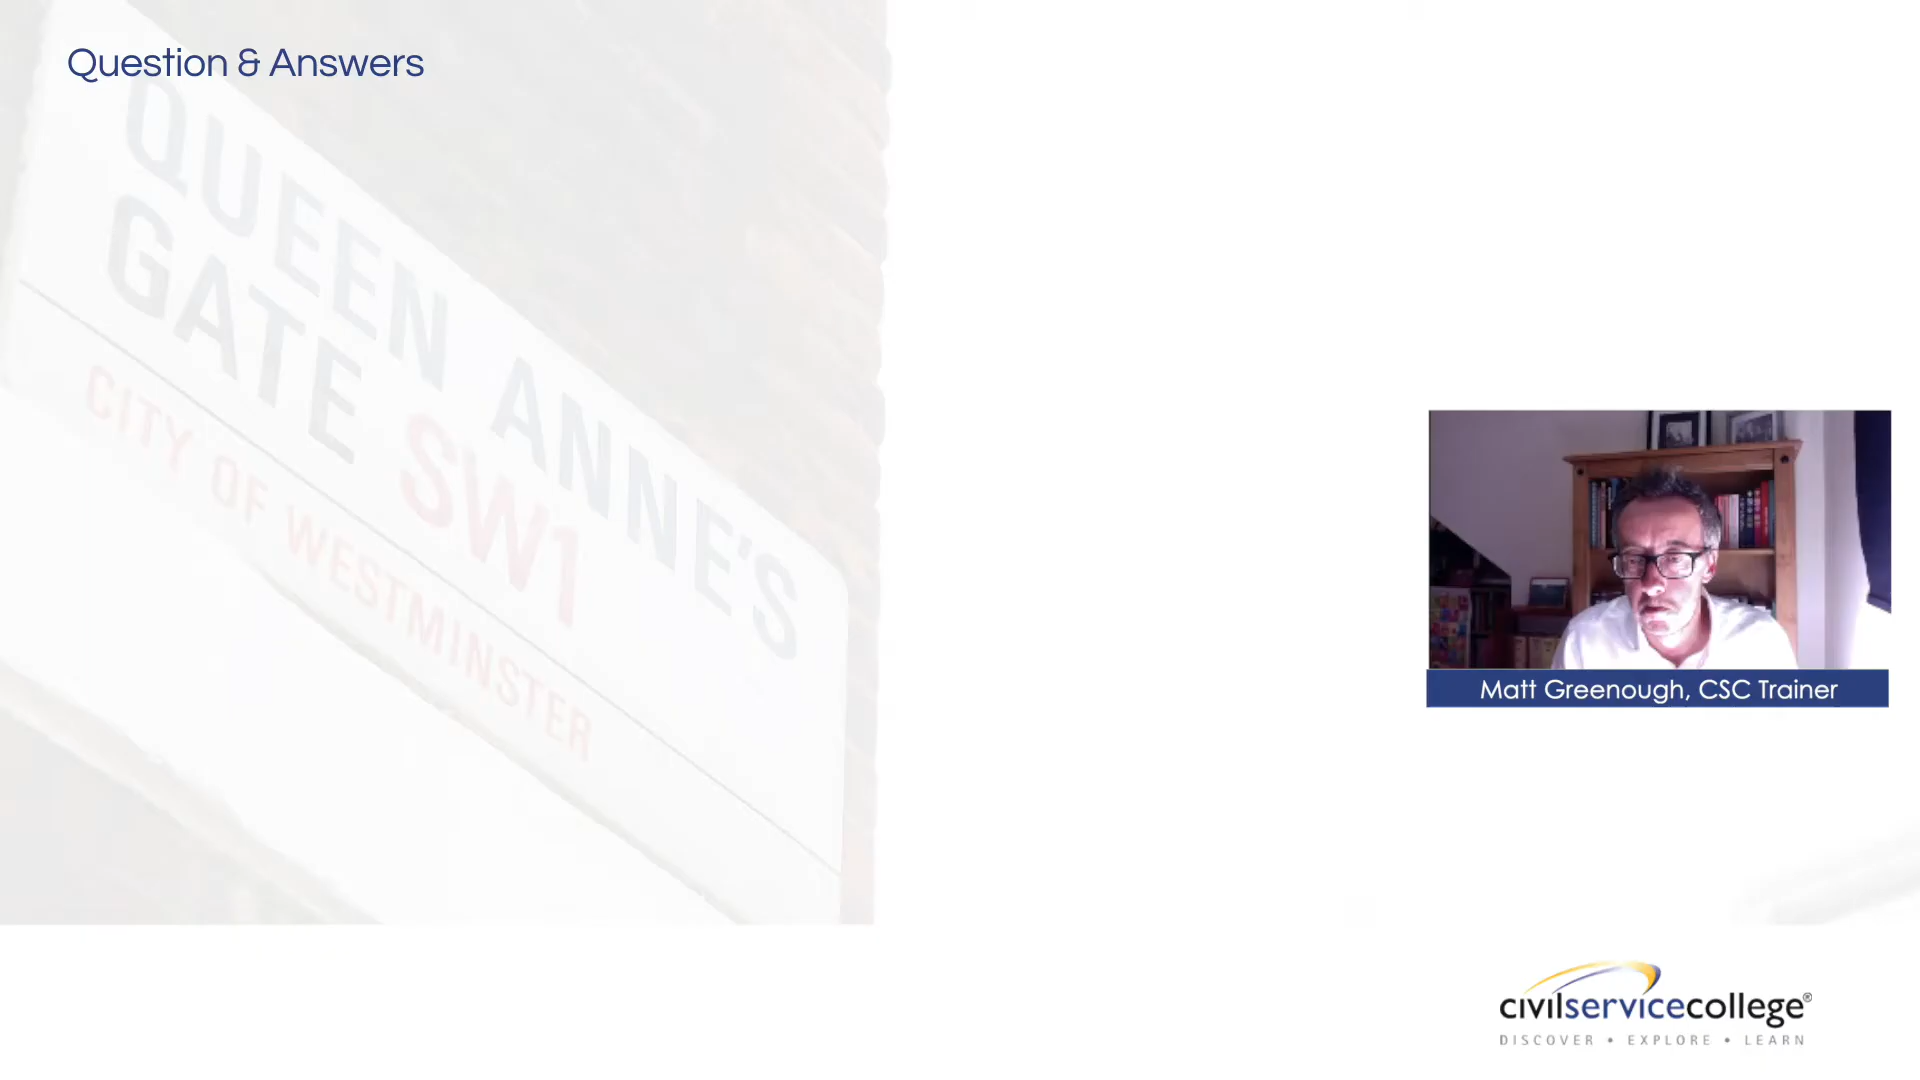 Question & Answers
QUEEN ANNE'S
GATE SW1
CITY OF WESTMINSTER
Matt Greenough, CSC Trainer
civilservicecollege®
DISCOVER • EXPLORE • LEARN